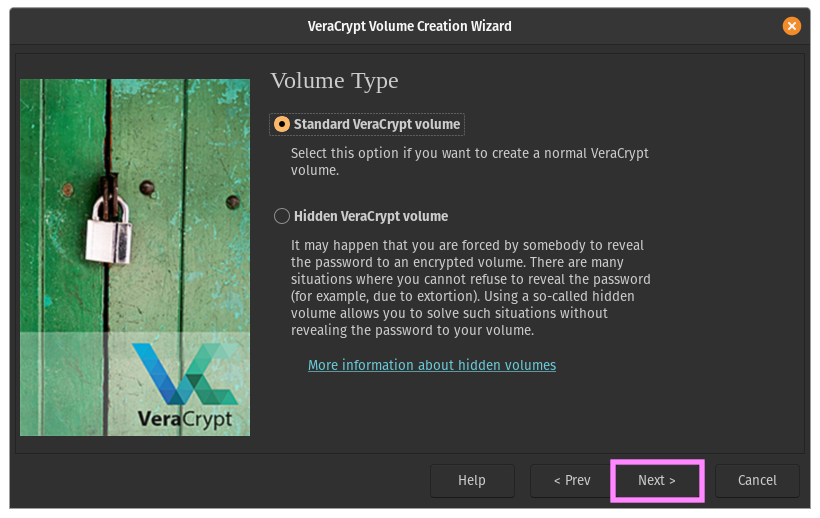 VeraCrypt Volume Creation Wizard
Volume Type
Standard VeraCrypt volume
Select this option if you want to create a normal VeraCrypt
volume.
Hidden VeraCrypt volume
It may happen that you are forced by somebody to reveal
the password to an encrypted volume. There are many
situations where you cannot refuse to reveal the password
(for example, due to extortion). Using a so-called hidden
volume allows you to solve such situations without
revealing the password to your volume.
More information about hidden volumes
VeraCrypt
Help
< Prev
Next >
Cancel